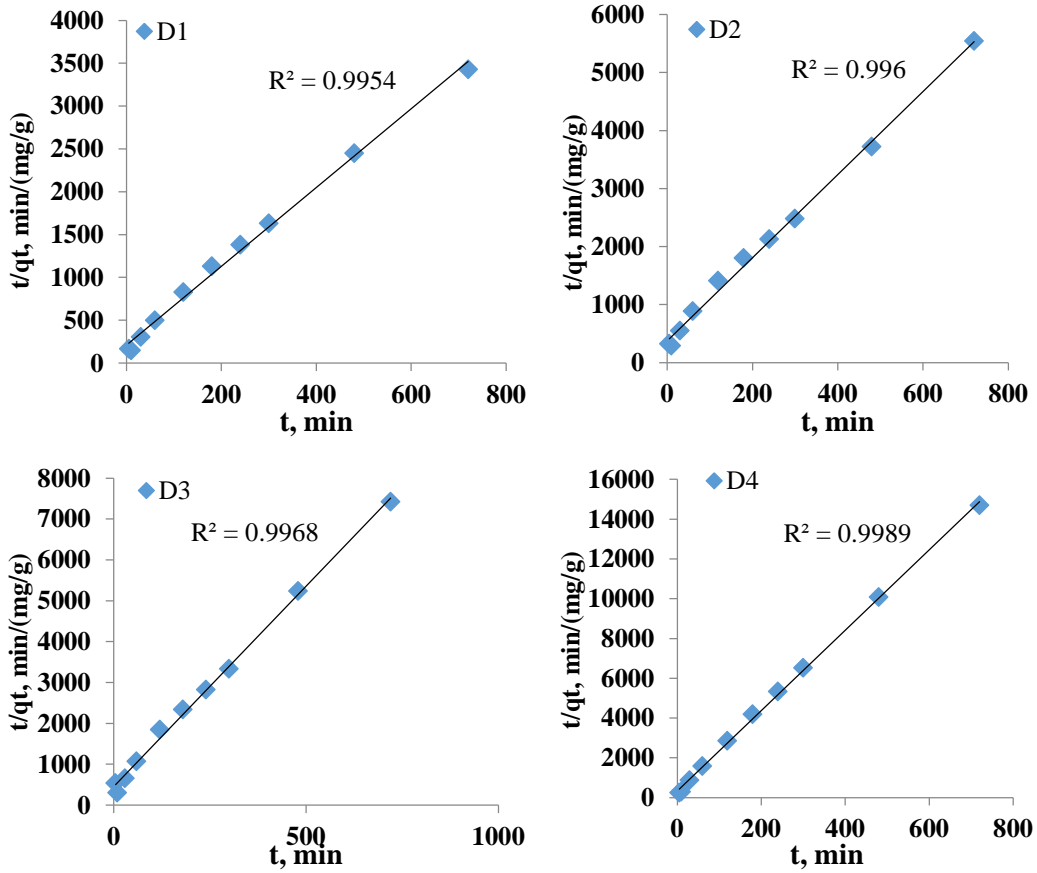 D1
R² = 0.9954
t/qt, min/(mg/g)
4000
3500
3000
2500
2000
1500
1000
500
0
0 200 400 600 800
t, min
D2
R² = 0.996
t/qt, min/(mg/g)
6000
5000
4000
3000
2000
1000
0
0 200 400 600 800
t, min
D3
R² = 0.9968
t/qt, min/(mg/g)
8000
7000
6000
5000
4000
3000
2000
1000
0
0 500 1000
t, min
D4
R² = 0.9989
t/qt, min/(mg/g)
16000
14000
12000
10000
8000
6000
4000
2000
0
0 200 400 600 800
t, min